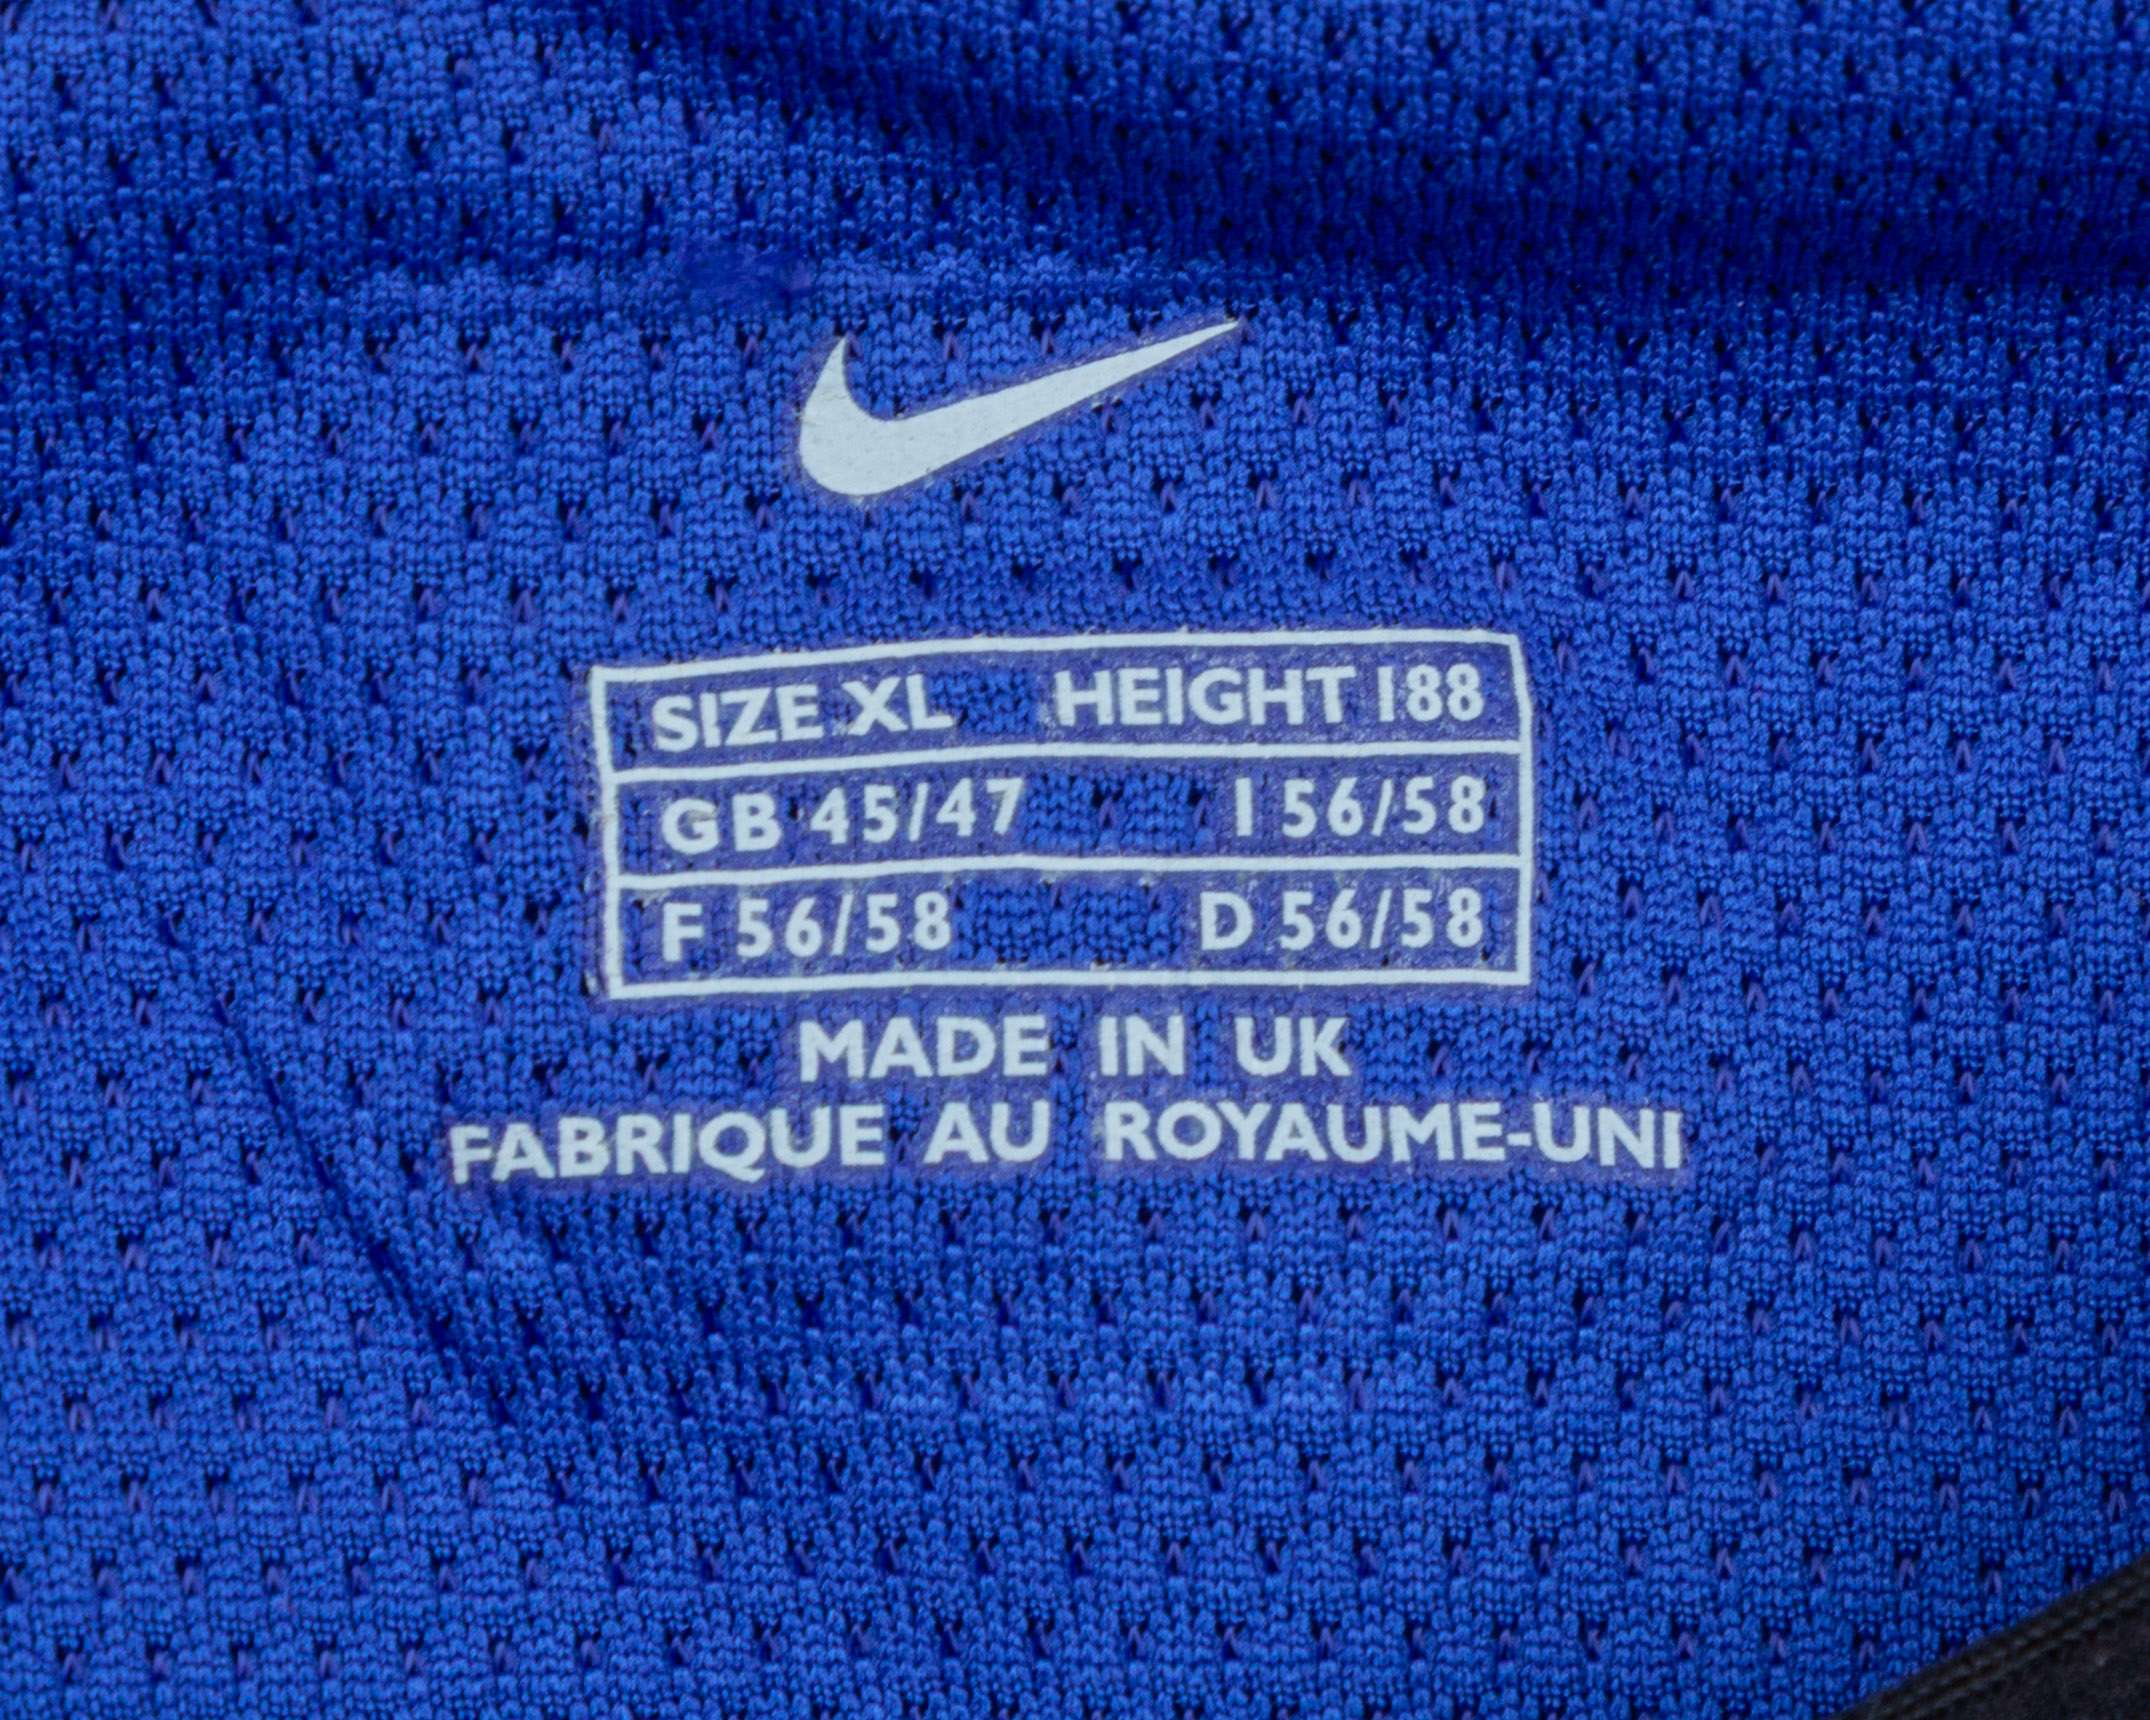 SIZE XL HEIGHT 188
GB 45/47 I 56/58
F 56/58 D 56/58
MADE IN UK
FABRIQUE AU ROYAUME-UNI